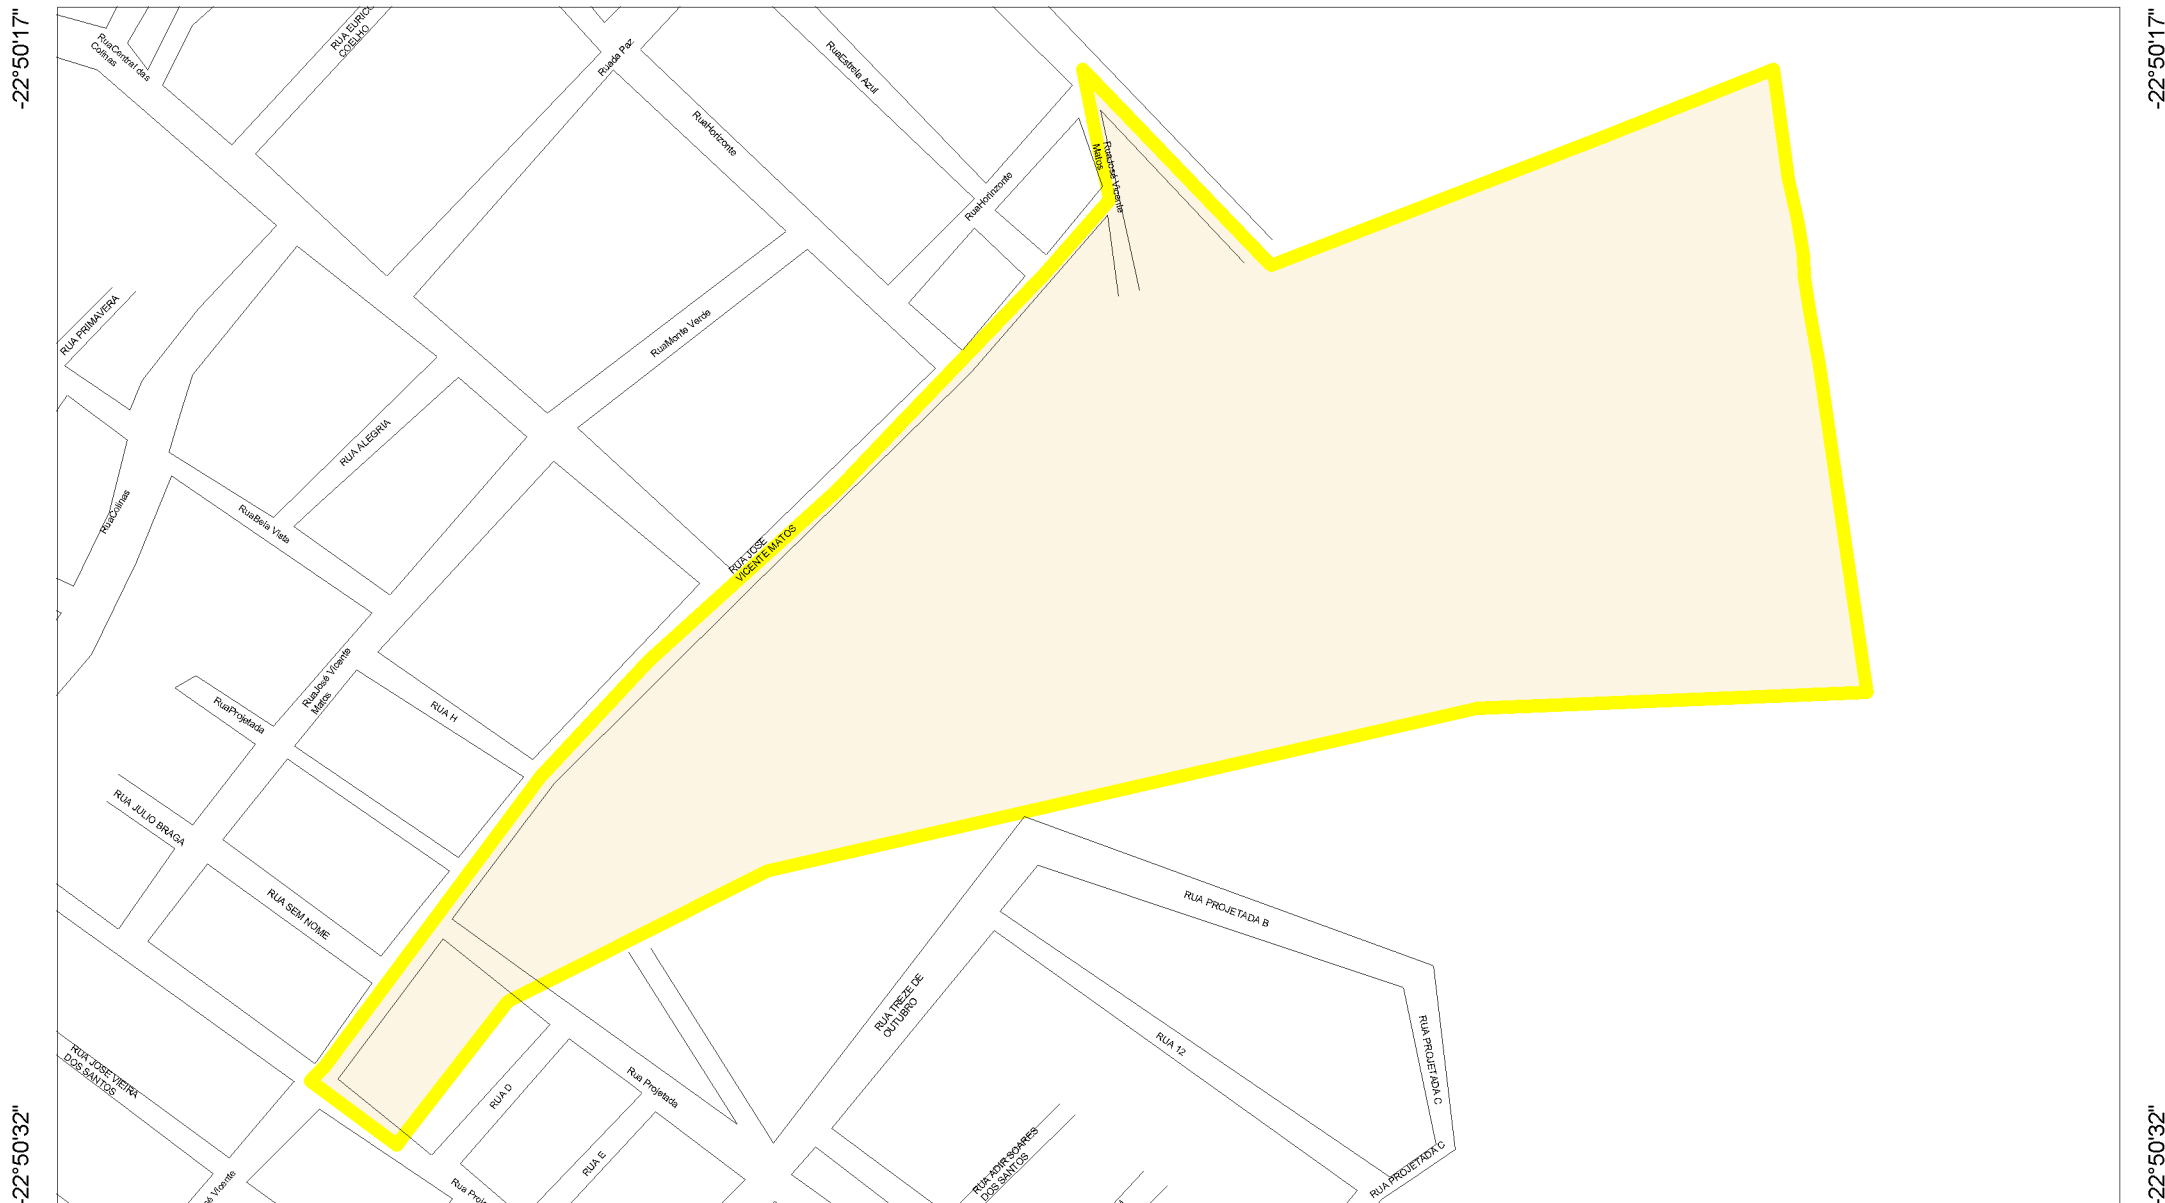 -22°50'17"
-22°50'17"
RUA EURICO
COELHO
RuaCentral das
Colinas
Ruada Paz
RuaEstrela Azul
RuaHorizonte
RuaJosé Vicente
Matos
RuaHorinzonte
RUA PRIMAVERA
RuaMonte Verde
RUA ALEGRIA
RuaColinas
RuaBela Vista
RUA JOSE
VICENTE MATOS
RuaJosé Vicente
Matos
RuaProjetada
RUA H
RUA JULIO BRAGA
RUA SEM NOME
RUA PROJETADA B
RUA TREZE DE
OUTUBRO
RUA 12
RUA PROJETADA C
RUA JOSE VIEIRA
DOS SANTOS
RUA D
Rua Projetada
RUA E
RUA ADIR SOARES
DOS SANTOS
RUA PROJETADA C
Vicente
Rua
-22°50'32"
-22°50'32"